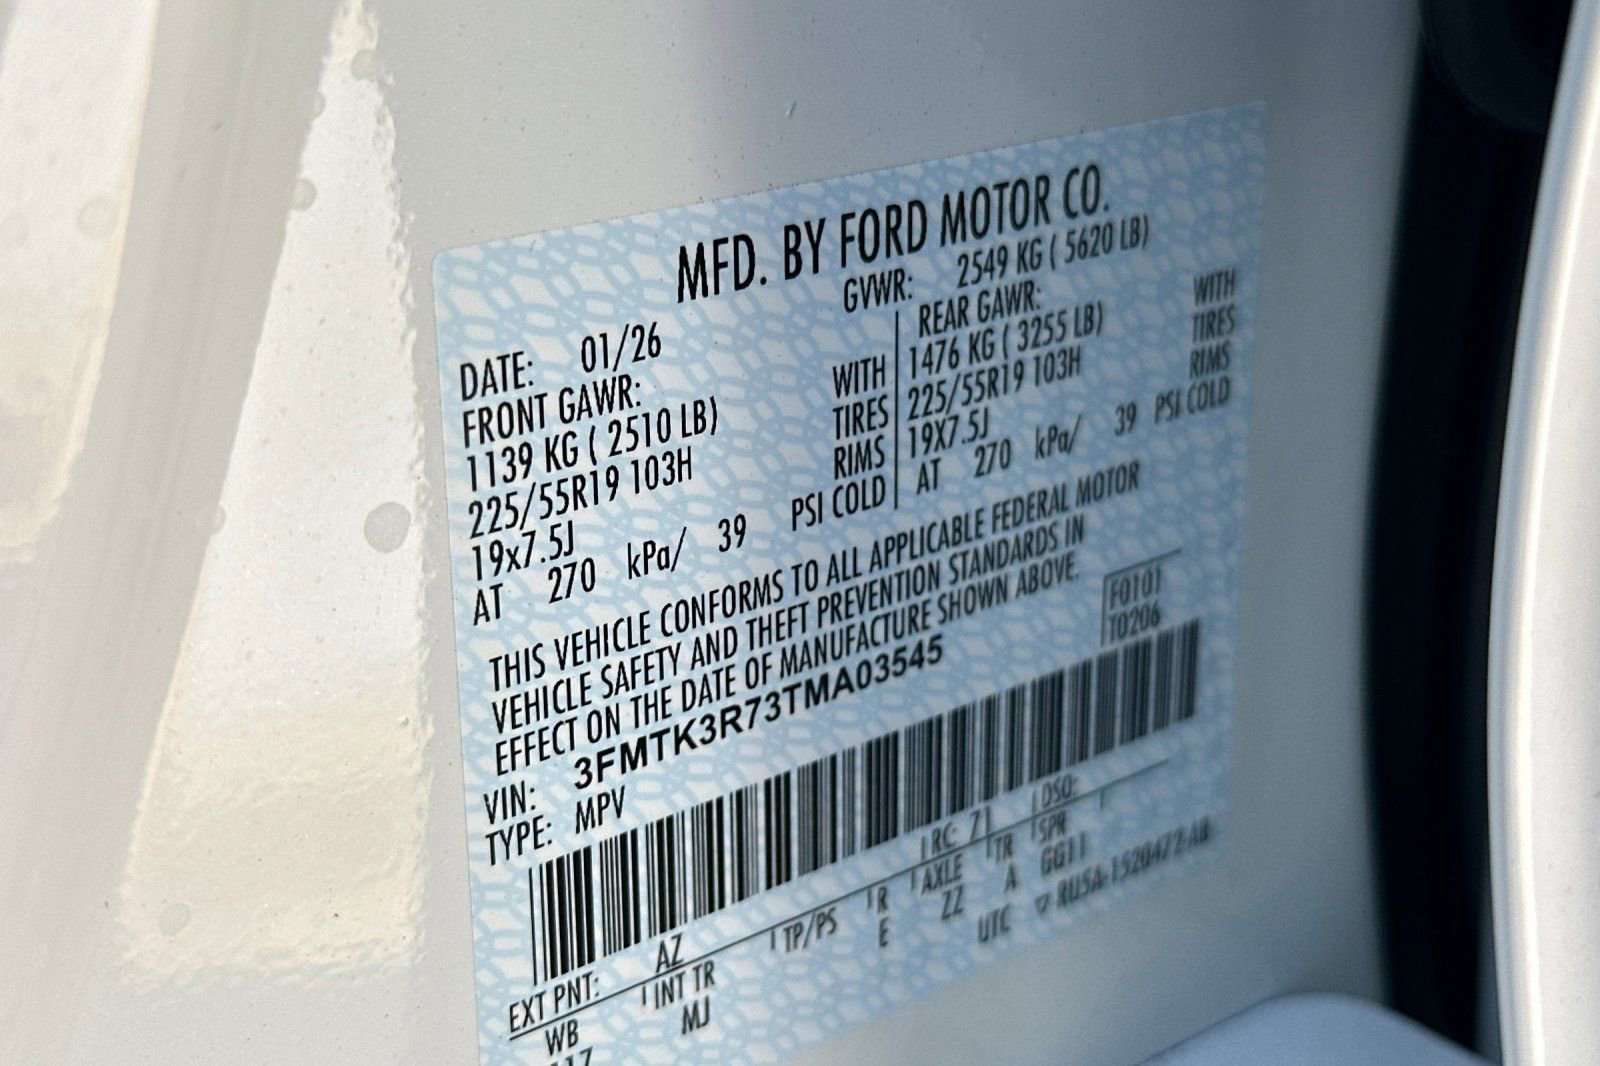 MFD. BY FORD MOTOR CO.
DATE: 01/26
GVWR: 2549 KG ( 5620 LB)
FRONT GAWR:
1139 KG ( 2510 LB) WITH
225/55R19 103H TIRES
19x7.5J RIMS
AT 270 kPa/ 39 PSI COLD
REAR GAWR:
1476 KG ( 3255 LB) WITH
225/55R19 103H TIRES
19X7.5J RIMS
AT 270 kPa/ 39 PSI COLD
THIS VEHICLE CONFORMS TO ALL APPLICABLE FEDERAL MOTOR
VEHICLE SAFETY AND THEFT PREVENTION STANDARDS IN
EFFECT ON THE DATE OF MANUFACTURE SHOWN ABOVE.
VIN: 3FMTK3R73TMA03545
TYPE: MPV
F0101
T0206
EXT PNT: AZ RC: 71 DSO:
WB INT TR TP/PS R AXLE TR SPR
117 MJ E ZZ A GG11
UTC ▽ RU5A-1520472-AB